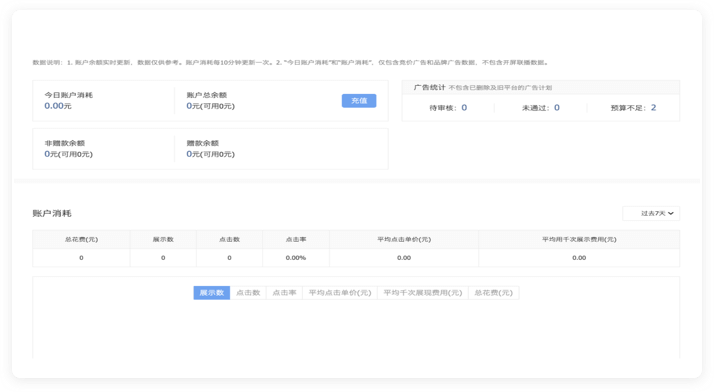 数据说明：1. 账户余额实时更新，数据仅供参考。账户消耗每10分钟更新一次。2. "今日账户消耗"和"账户消耗"，仅包含竞价广告和品牌广告数据，不包含开屏联播数据。
今日账户消耗
0.00元
账户总余额
0元(可用0元)
充值
广告统计 不包含已删除及旧平台的广告计划
待审核： 0 未通过： 0 预算不足： 2
非赠款余额
0元(可用0元)
赠款余额
0元(可用0元)
账户消耗
过去7天
总花费(元) 展示数 点击数 点击率 平均点击单价(元) 平均用千次展示费用(元)
0 0 0 0.00% 0.00 0.00
展示数 点击数 点击率 平均点击单价(元) 平均千次展现费用(元) 总花费(元)